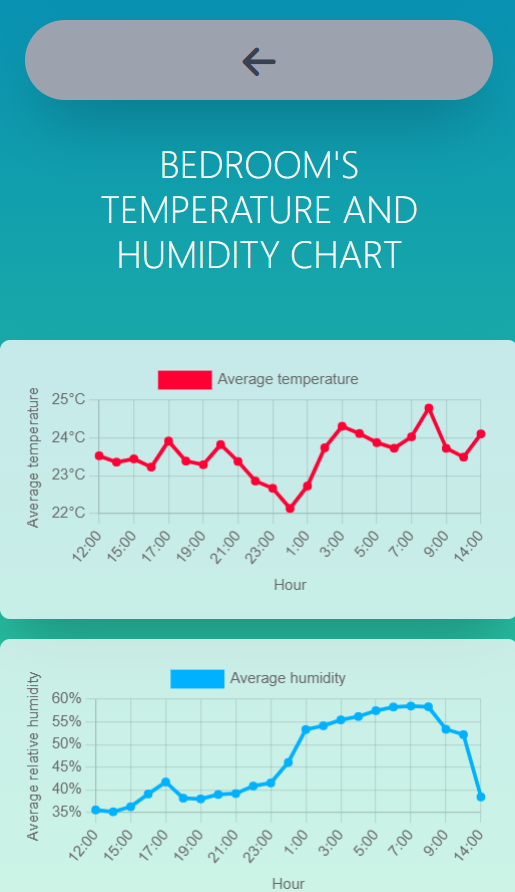 BEDROOM'S
TEMPERATURE AND
HUMIDITY CHART
Average temperature
Average temperature
25°C
24°C
23°C
22°C
12:00 15:00 17:00 19:00 21:00 23:00 1:00 3:00 5:00 7:00 9:00 14:00
Hour
Average humidity
Average relative humidity
60%
55%
50%
45%
40%
35%
12:00 15:00 17:00 19:00 21:00 23:00 1:00 3:00 5:00 7:00 9:00 14:00
Hour